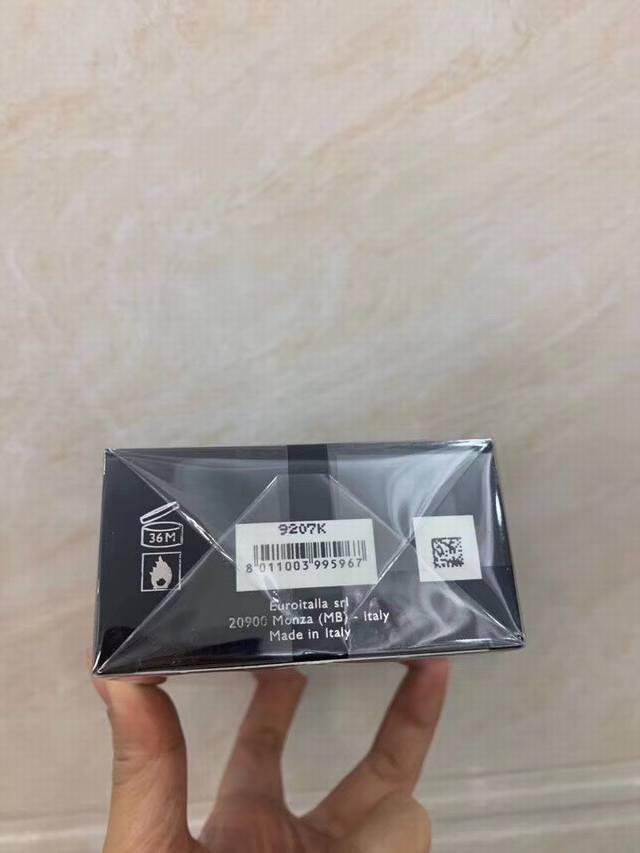 36M
9207K
8 011003 995967
Euroitalia srl
20900 Monza (MB) - Italy
Made in Italy